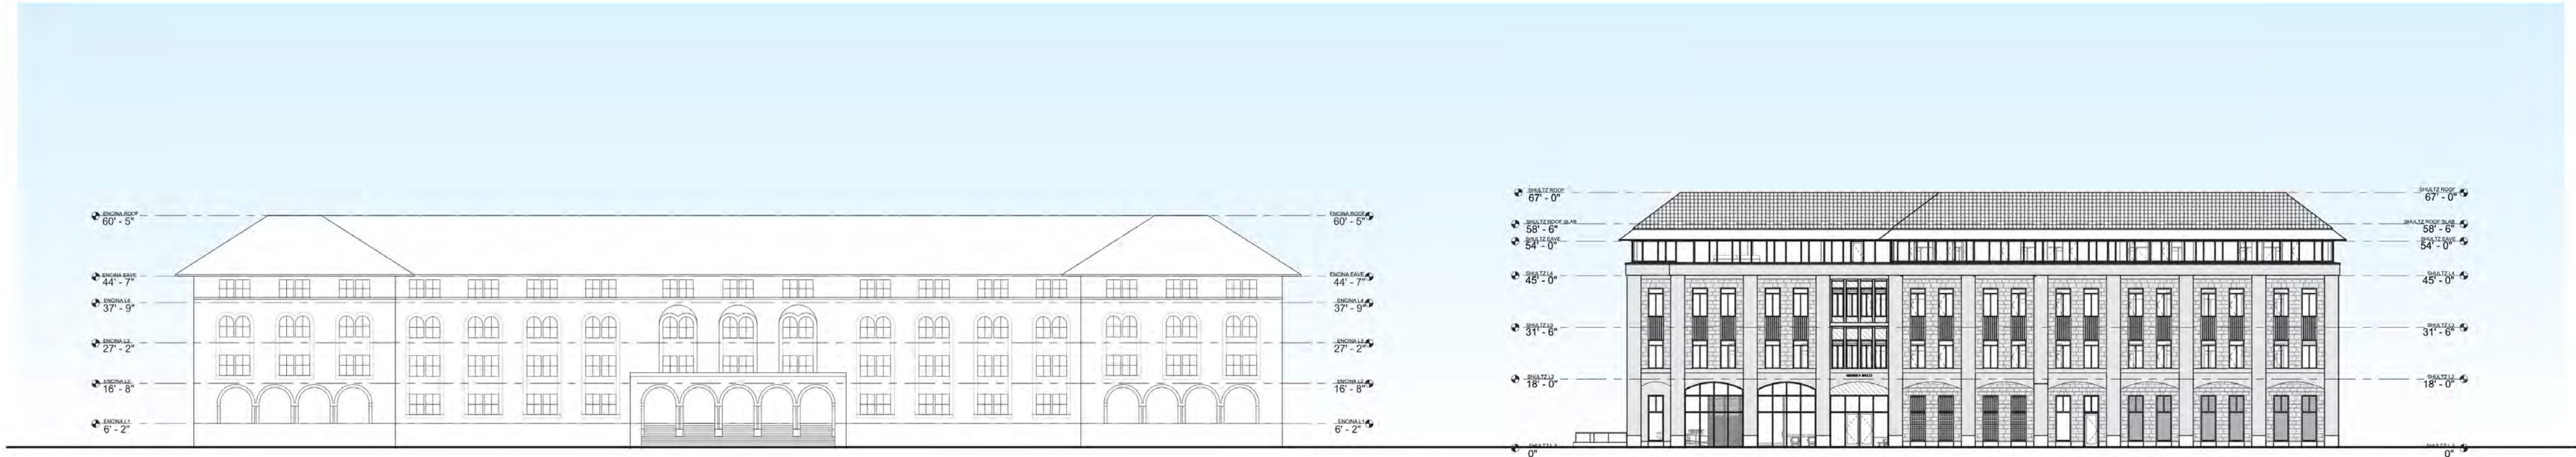 ENCINA ROOF
60' - 5"
ENCINA EAVE
44' - 7"
ENCINA L4
37' - 9"
ENCINA L3
27' - 2"
ENCINA L2
16' - 8"
ENCINA L1
6' - 2"
ENCINA ROOF
60' - 5"
ENCINA EAVE
44' - 7"
ENCINA L4
37' - 9"
ENCINA L3
27' - 2"
ENCINA L2
16' - 8"
ENCINA L1
6' - 2"
SHULTZ ROOF
67' - 0"
SHULTZ ROOF SLAB
58' - 6"
SHULTZ EAVE
54' - 0"
SHULTZ L4
45' - 0"
SHULTZ L3
31' - 6"
SHULTZ L2
18' - 0"
0"
SHULTZ ROOF
67' - 0"
SHULTZ ROOF SLAB
58' - 6"
SHULTZ EAVE
54' - 0"
SHULTZ L4
45' - 0"
SHULTZ L3
31' - 6"
SHULTZ L2
18' - 0"
0"